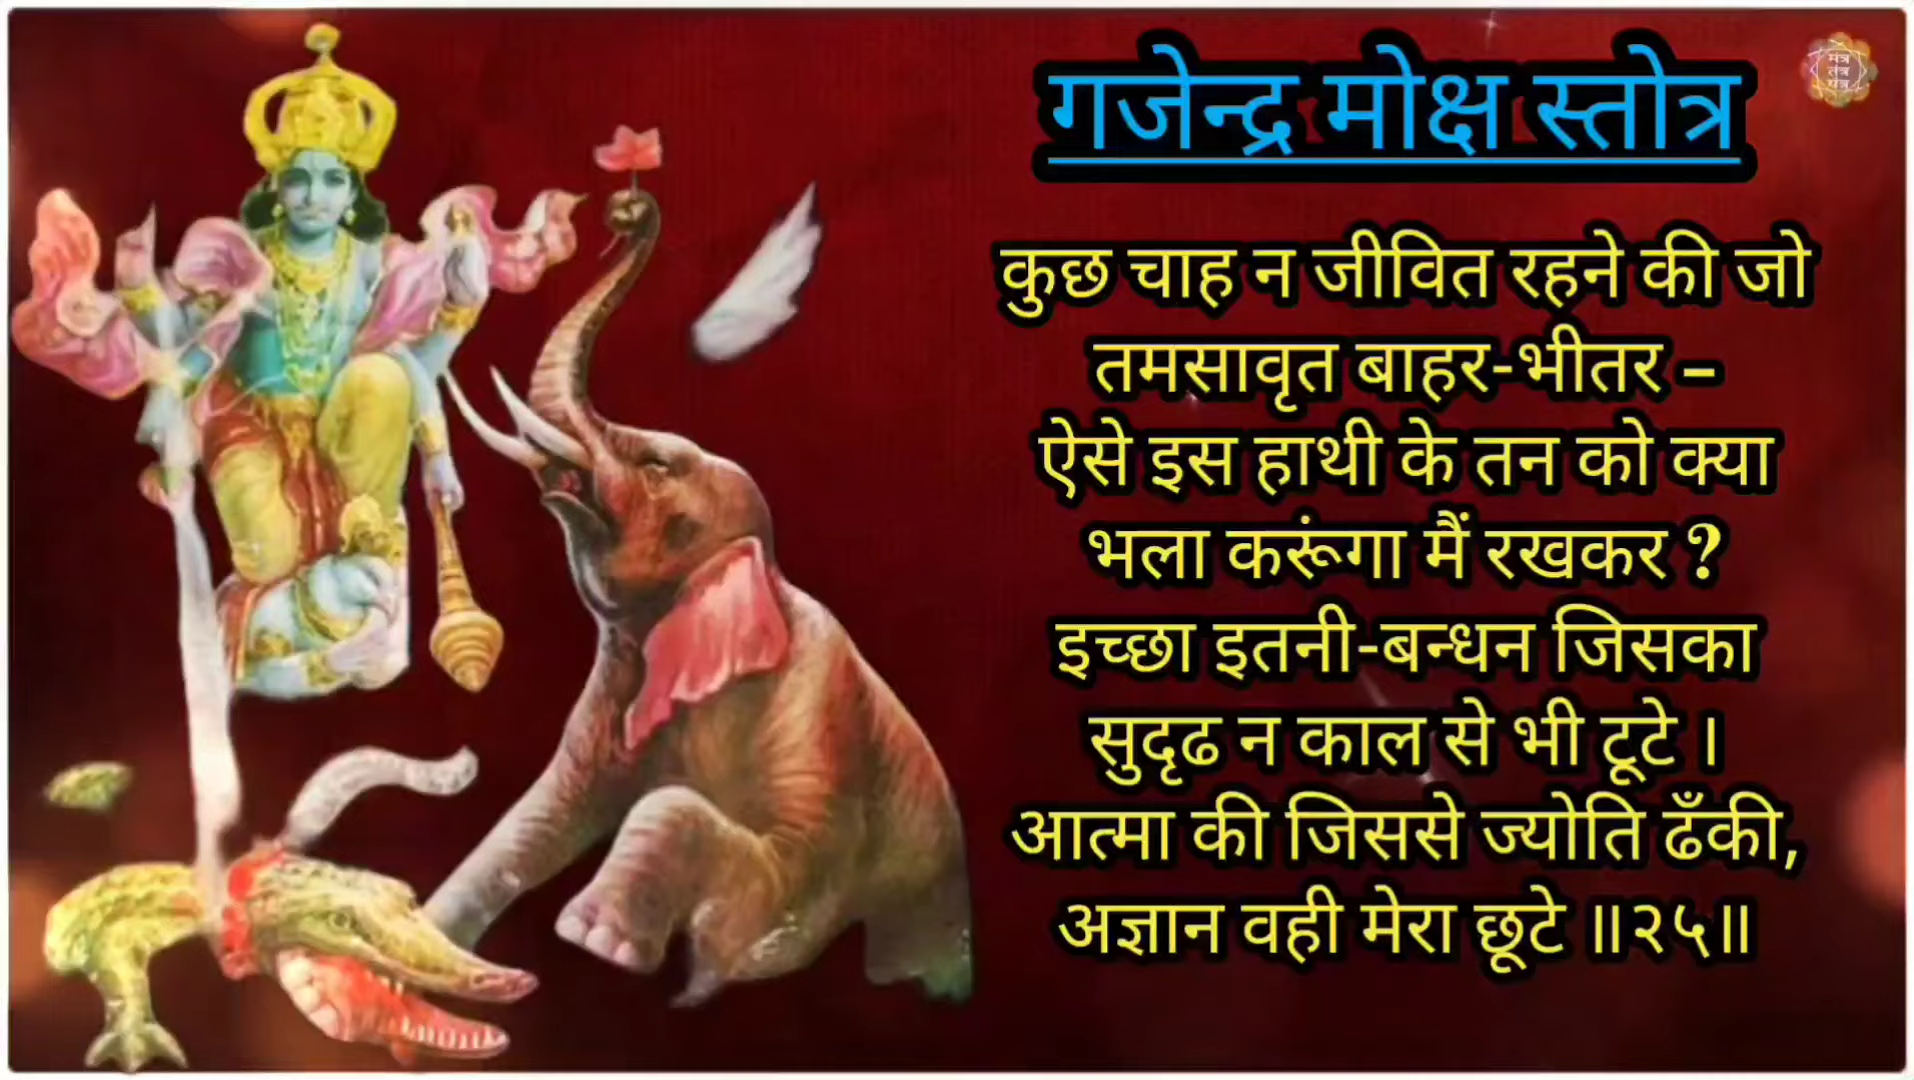 गजेन्द्र मोक्ष स्तोत्र
मंत्र
तंत्र
यंत्र
कुछ चाह न जीवित रहने की जो
तमसावृत बाहर-भीतर –
ऐसे इस हाथी के तन को क्या
भला करूंगा मैं रखकर ?
इच्छा इतनी-बन्धन जिसका
सुदृढ न काल से भी टूटे ।
आत्मा की जिससे ज्योति ढँकी,
अज्ञान वही मेरा छूटे ॥२५॥